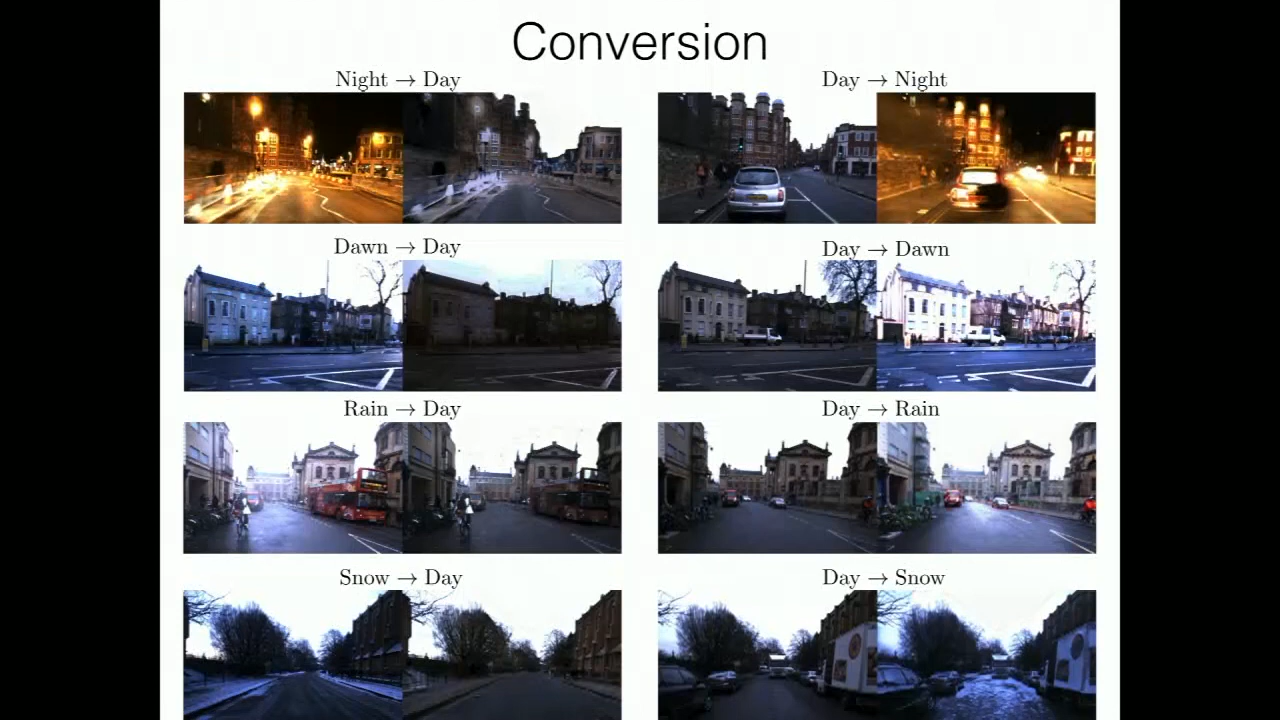 Conversion
Night → Day
Day → Night
Dawn → Day
Day → Dawn
Rain → Day
Day → Rain
Snow → Day
Day → Snow